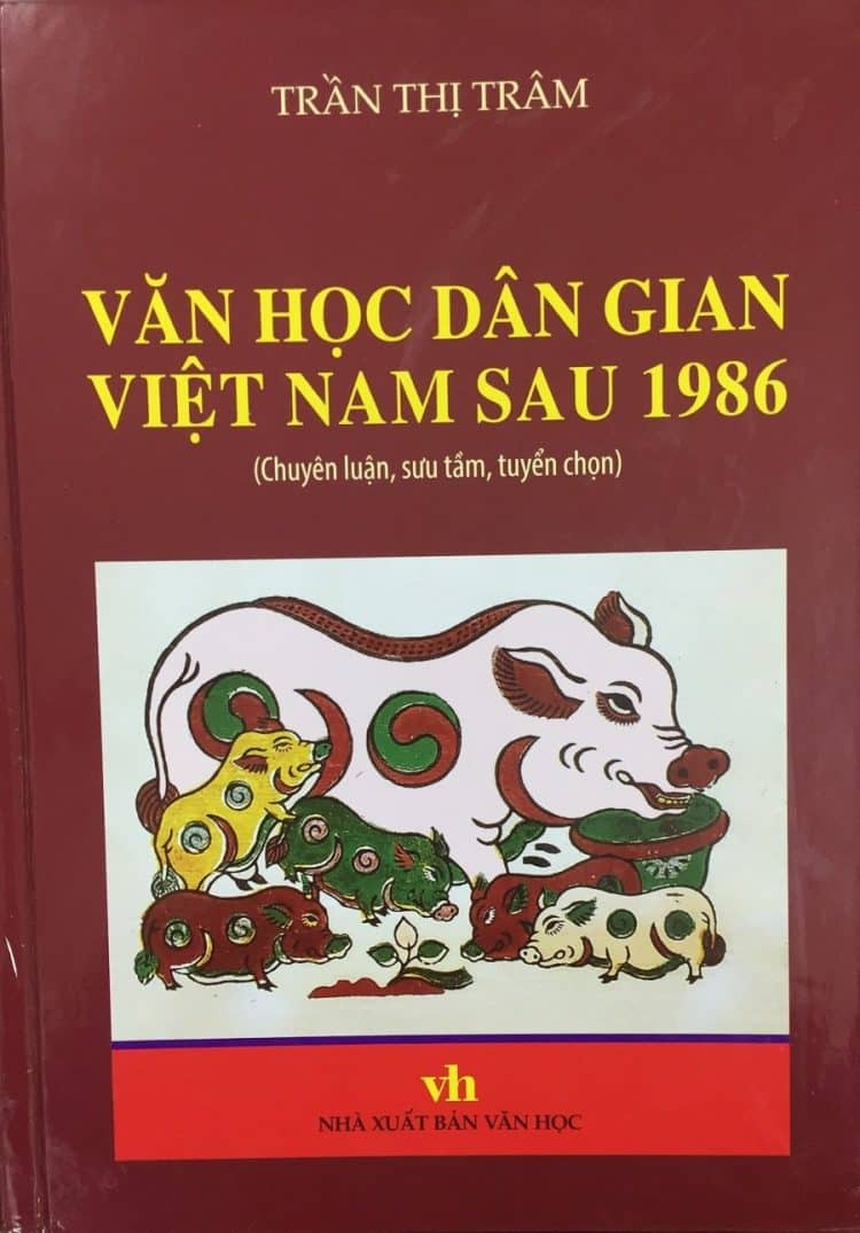 TRẦN THỊ TRÂM
VĂN HỌC DÂN GIAN
VIỆT NAM SAU 1986
(Chuyên luận, sưu tầm, tuyển chọn)
vh
NHÀ XUẤT BẢN VĂN HỌC